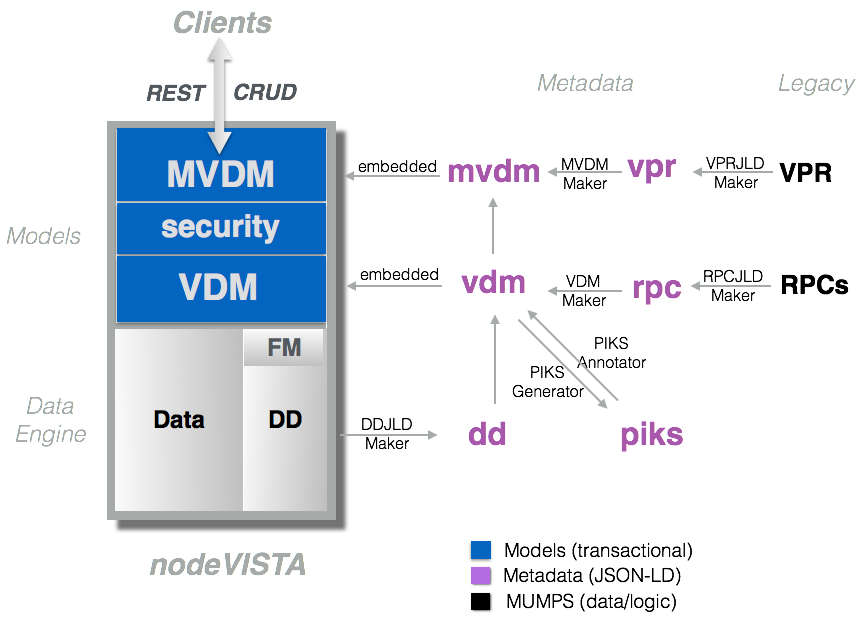 Clients
REST CRUD
Metadata
Legacy
MVDM
embedded
mvdm
MVDM
Maker
vpr
VPRJLD
Maker
VPR
Models
security
VDM
embedded
vdm
VDM
Maker
rpc
RPCJLD
Maker
RPCs
FM
PIKS
Annotator
PIKS
Generator
Data
Engine
Data
DD
DDJLD
Maker
dd
piks
nodeVISTA
Models (transactional)
Metadata (JSON-LD)
MUMPS (data/logic)